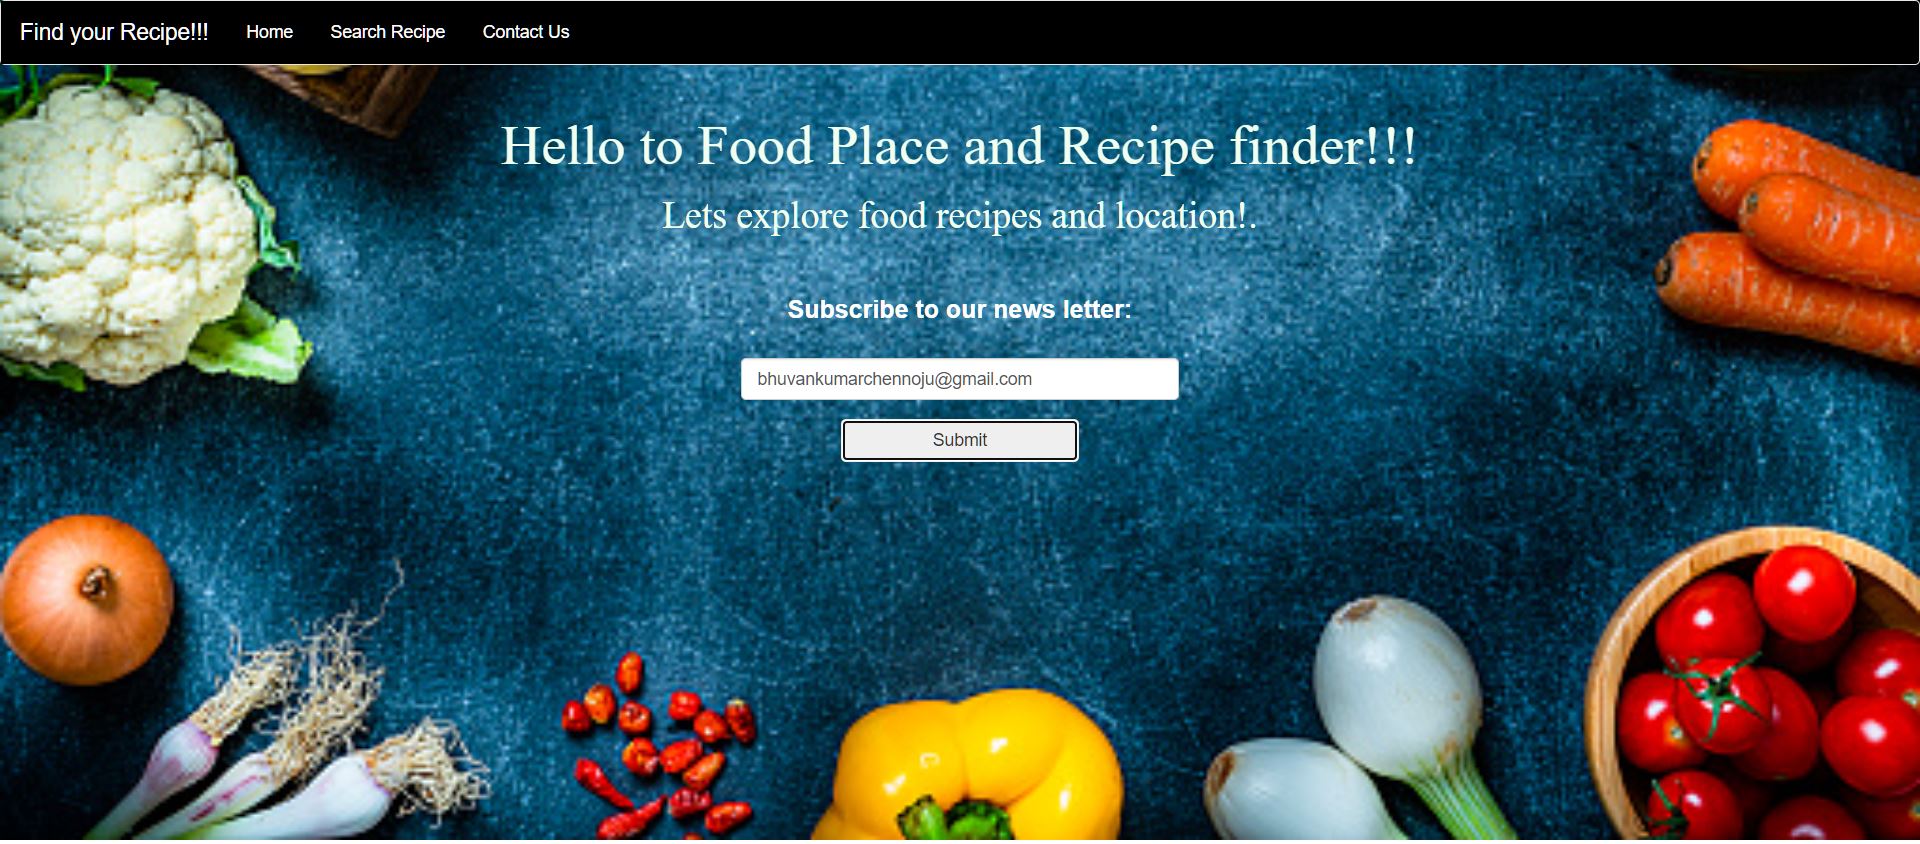 Find your Recipe!!! Home Search Recipe Contact Us
Hello to Food Place and Recipe finder!!!
Lets explore food recipes and location!.
Subscribe to our news letter:
bhuvankumarchennoju@gmail.com
Submit